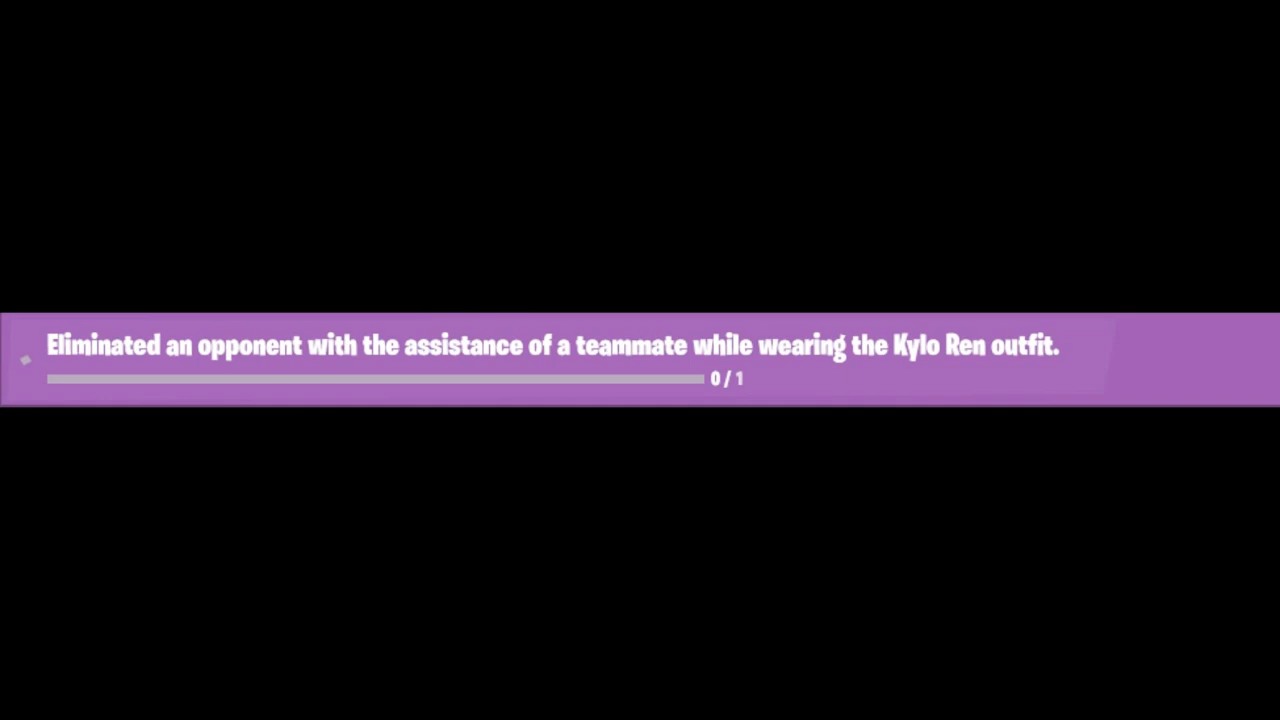 Eliminated an opponent with the assistance of a teammate while wearing the Kylo Ren outfit.
0 / 1